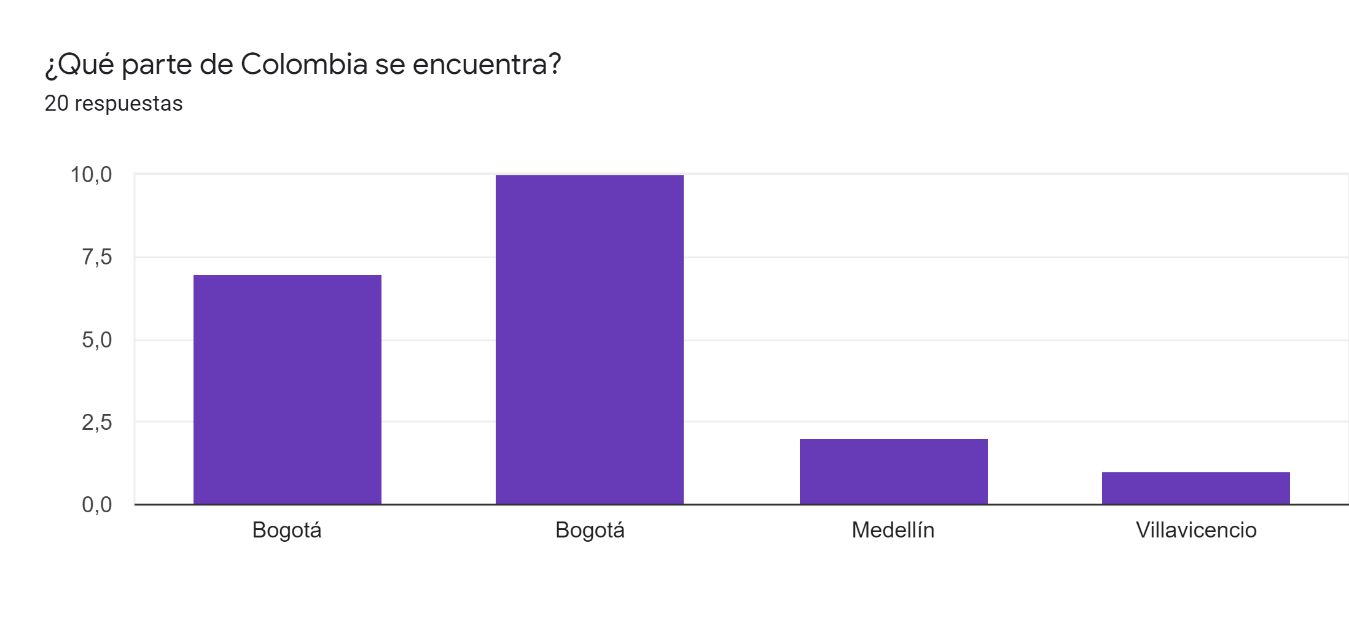 ¿Qué parte de Colombia se encuentra?
20 respuestas
10,0
7,5
5,0
2,5
0,0
Bogotá Bogotá Medellín Villavicencio